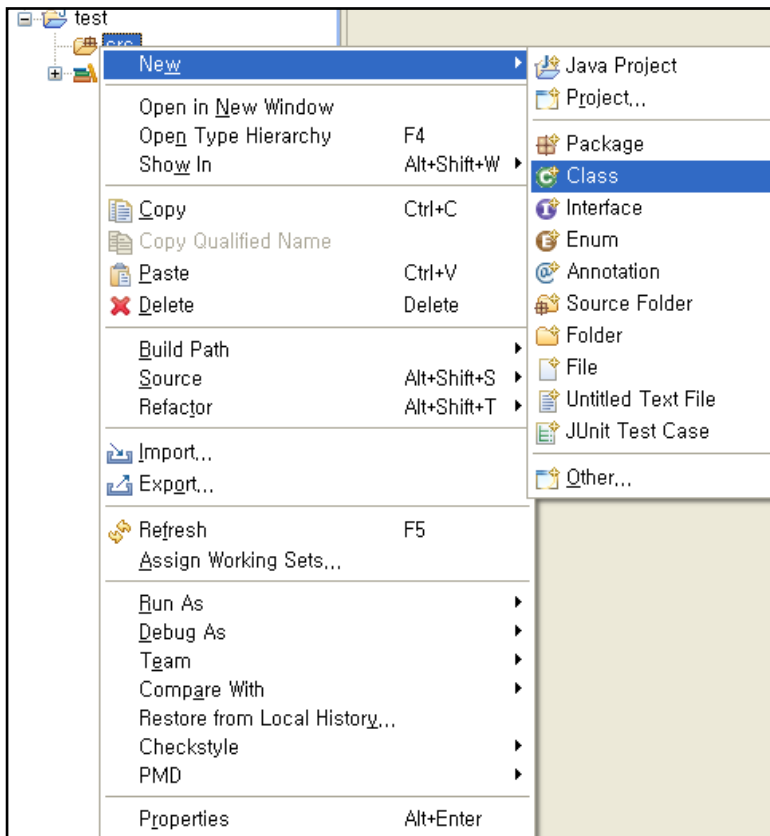 test
src
New
Open in New Window
Open Type Hierarchy F4
Show In Alt+Shift+W
Copy Ctrl+C
Copy Qualified Name
Paste Ctrl+V
Delete Delete
Build Path
Source Alt+Shift+S
Refactor Alt+Shift+T
Import...
Export...
Refresh F5
Assign Working Sets...
Run As
Debug As
Team
Compare With
Restore from Local History...
Checkstyle
PMD
Properties Alt+Enter
Java Project
Project...
Package
Class
Interface
Enum
Annotation
Source Folder
Folder
File
Untitled Text File
JUnit Test Case
Other...